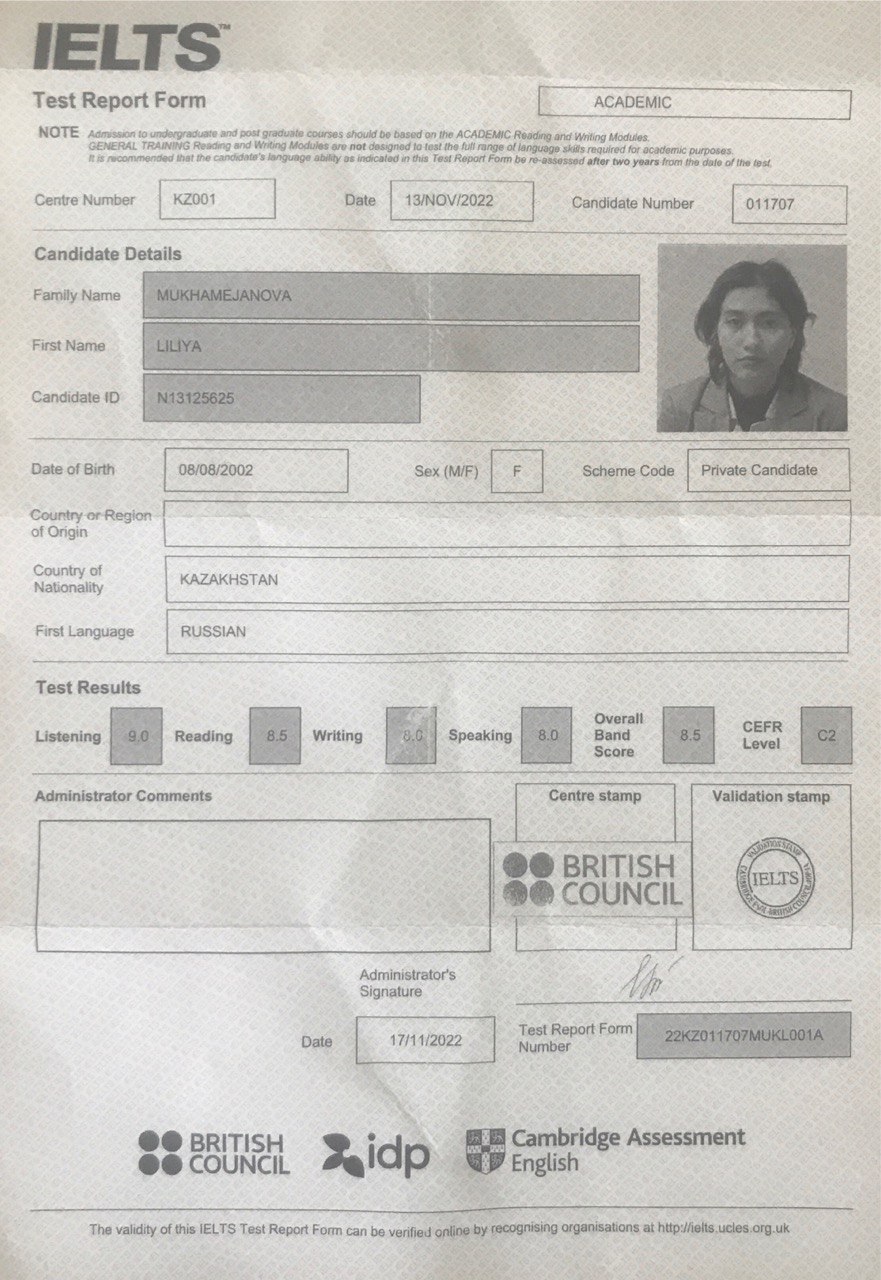 IELTS™
Test Report Form
ACADEMIC
NOTE Admission to undergraduate and post graduate courses should be based on the ACADEMIC Reading and Writing Modules.
GENERAL TRAINING Reading and Writing Modules are not designed to test the full range of language skills required for academic purposes.
It is recommended that the candidate's language ability as indicated in this Test Report Form be re-assessed after two years from the date of the test.
Centre Number KZ001 Date 13/NOV/2022 Candidate Number 011707
Candidate Details
Family Name MUKHAMEJANOVA
First Name LILIYA
Candidate ID N13125625
Date of Birth 08/08/2002 Sex (M/F) F Scheme Code Private Candidate
Country or Region
of Origin
Country of
Nationality
KAZAKHSTAN
First Language RUSSIAN
Test Results
Listening 9.0 Reading 8.5 Writing 8.0 Speaking 8.0 Overall Band Score 8.5 CEFR Level C2
Administrator Comments
Centre stamp
Validation stamp
BRITISH
COUNCIL
VALIDATION STAMP
IELTS
Administrator's
Signature
Date 17/11/2022
Test Report Form
Number
22KZ011707MUKL001A
BRITISH
COUNCIL
idp
Cambridge Assessment
English
The validity of this IELTS Test Report Form can be verified online by recognising organisations at http://ielts.ucles.org.uk